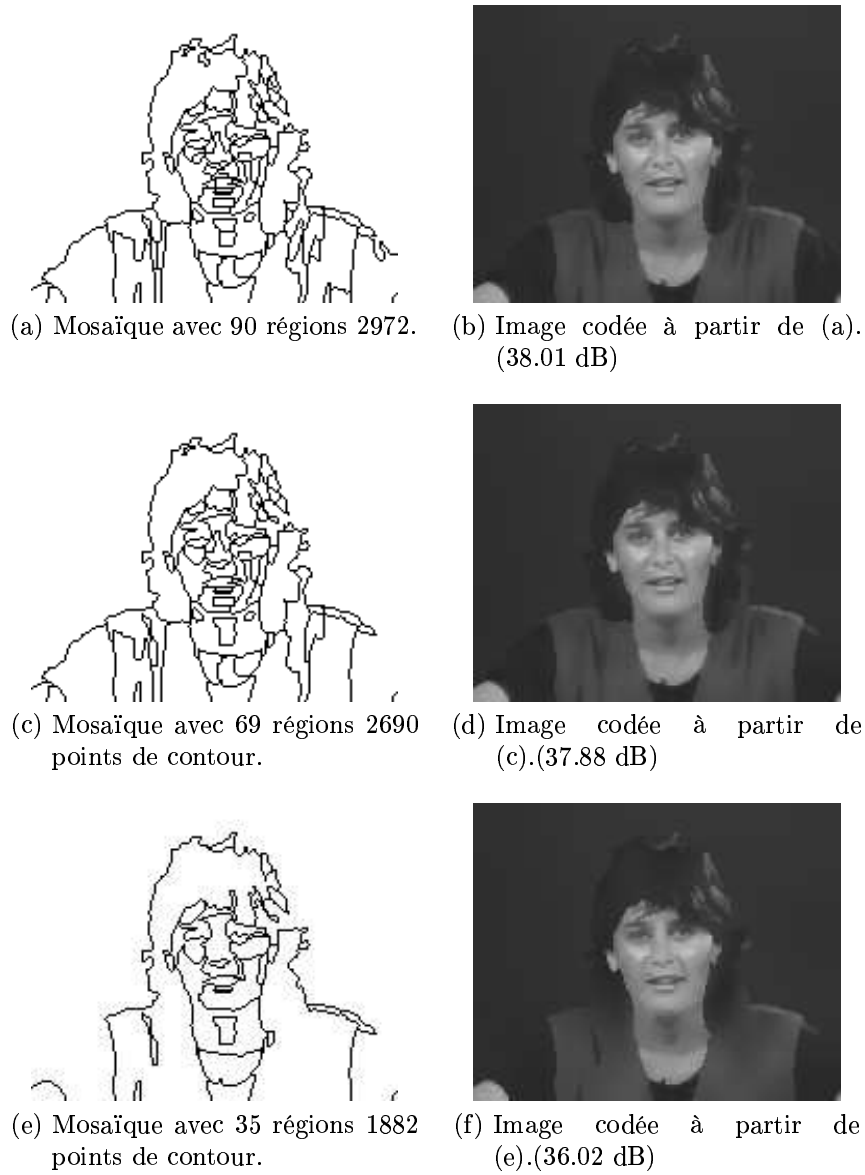 (a) Mosaïque avec 90 régions 2972.
(b) Image codée à partir de (a).
(38.01 dB)
(c) Mosaïque avec 69 régions 2690
points de contour.
(d) Image codée à partir de
(c).(37.88 dB)
(e) Mosaïque avec 35 régions 1882
points de contour.
(f) Image codée à partir de
(e).(36.02 dB)